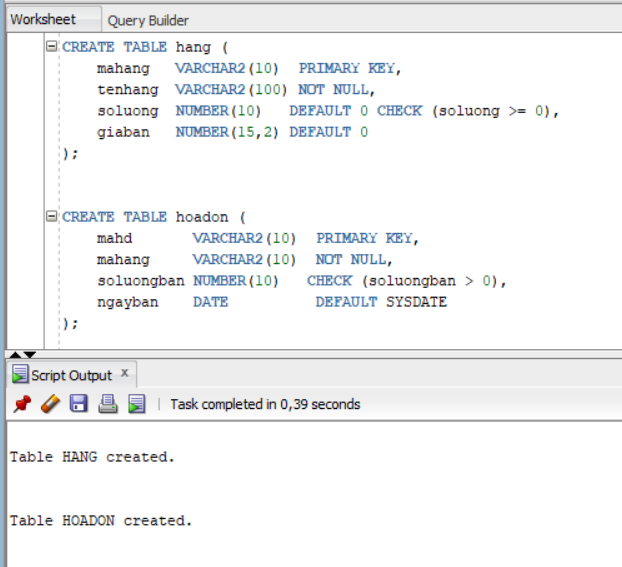 Worksheet Query Builder
CREATE TABLE hang (
mahang VARCHAR2(10) PRIMARY KEY,
tenhang VARCHAR2(100) NOT NULL,
soluong NUMBER(10) DEFAULT 0 CHECK (soluong >= 0),
giaban NUMBER(15,2) DEFAULT 0
);
CREATE TABLE hoadon (
mahd VARCHAR2(10) PRIMARY KEY,
mahang VARCHAR2(10) NOT NULL,
soluongban NUMBER(10) CHECK (soluongban > 0),
ngayban DATE DEFAULT SYSDATE
);
Script Output x
Task completed in 0,39 seconds
Table HANG created.
Table HOADON created.